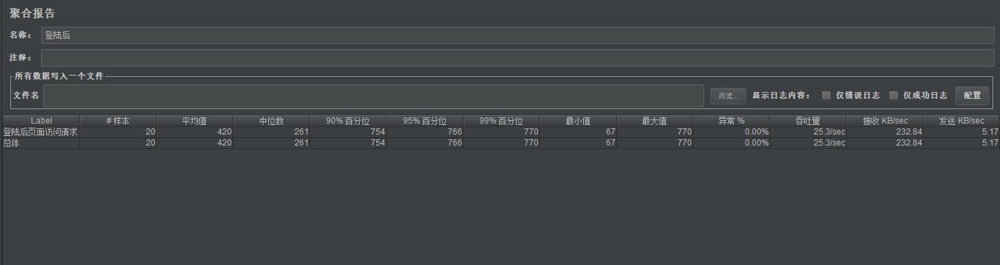 聚合报告
名称： 登陆后
注释：
所有数据写入一个文件
文件名 浏览... 显示日志内容： 仅错误日志 仅成功日志 配置
Label # 样本 平均值 中位数 90% 百分位 95% 百分位 99% 百分位 最小值 最大值 异常 % 吞吐量 接收 KB/sec 发送 KB/sec
登陆后页面访问请求 20 420 261 754 766 770 67 770 0.00% 25.3/sec 232.84 5.17
总体 20 420 261 754 766 770 67 770 0.00% 25.3/sec 232.84 5.17